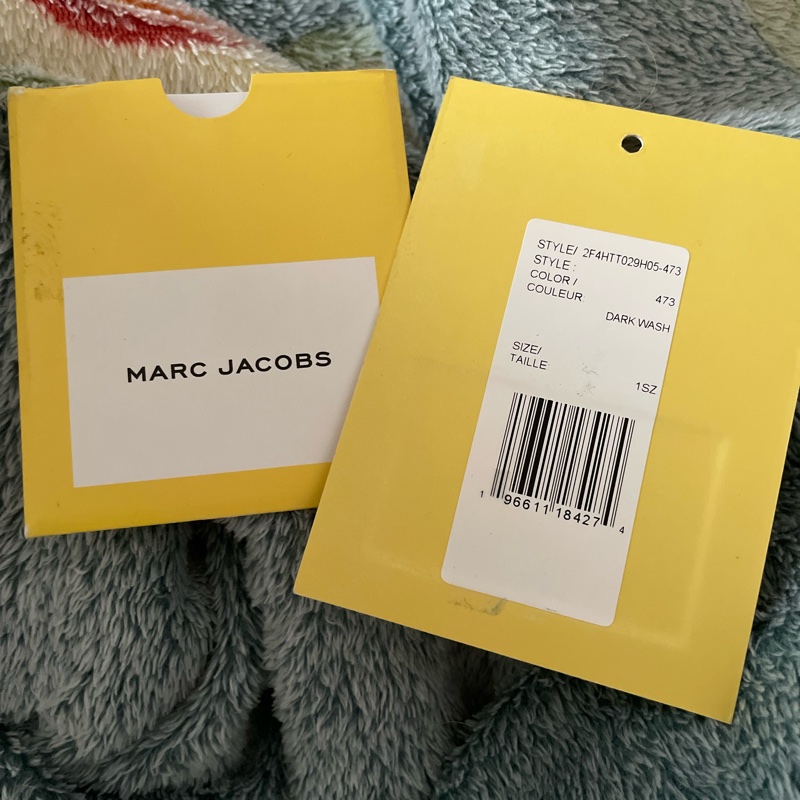 MARC JACOBS
STYLE/ 2F4HTT029H05-473
STYLE :
COLOR /
COULEUR 473
DARK WASH
SIZE/
TAILLE 1SZ
1 96611 18427 4